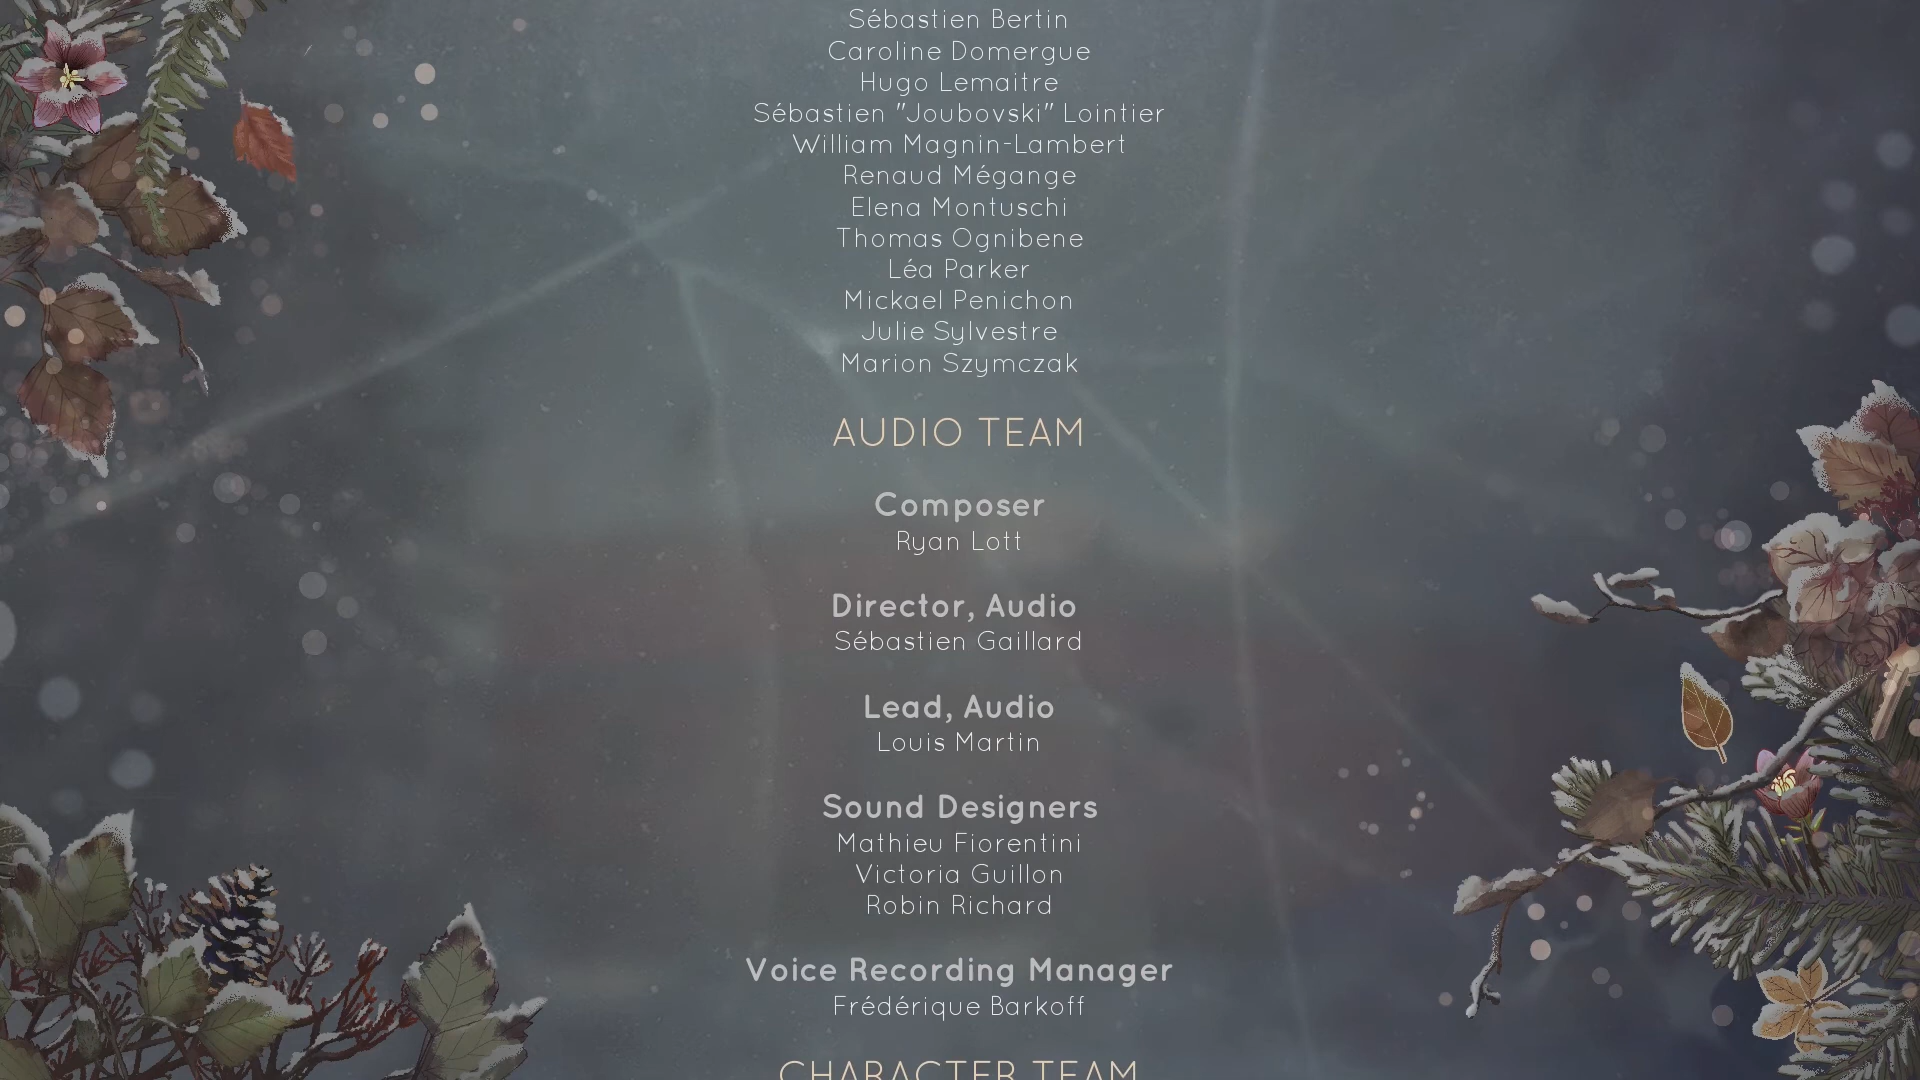 Sébastien Bertin
Caroline Domergue
Hugo Lemaitre
Sébastien "Joubovski" Lointier
William Magnin-Lambert
Renaud Mégange
Elena Montuschi
Thomas Ognibene
Léa Parker
Mickael Penichon
Julie Sylvestre
Marion Szymczak
AUDIO TEAM
Composer
Ryan Lott
Director, Audio
Sébastien Gaillard
Lead, Audio
Louis Martin
Sound Designers
Mathieu Fiorentini
Victoria Guillon
Robin Richard
Voice Recording Manager
Frédérique Barkoff
CHARACTER TEAM